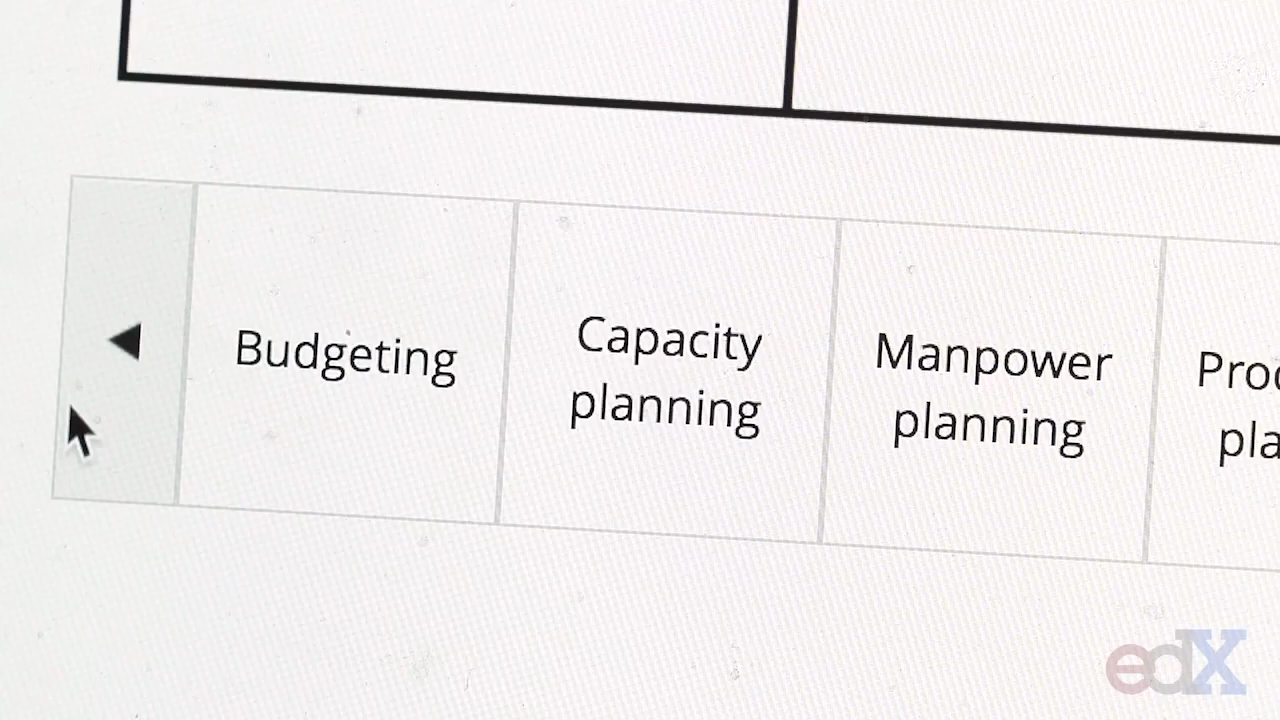 Budgeting
Capacity
planning
Manpower
planning
edX